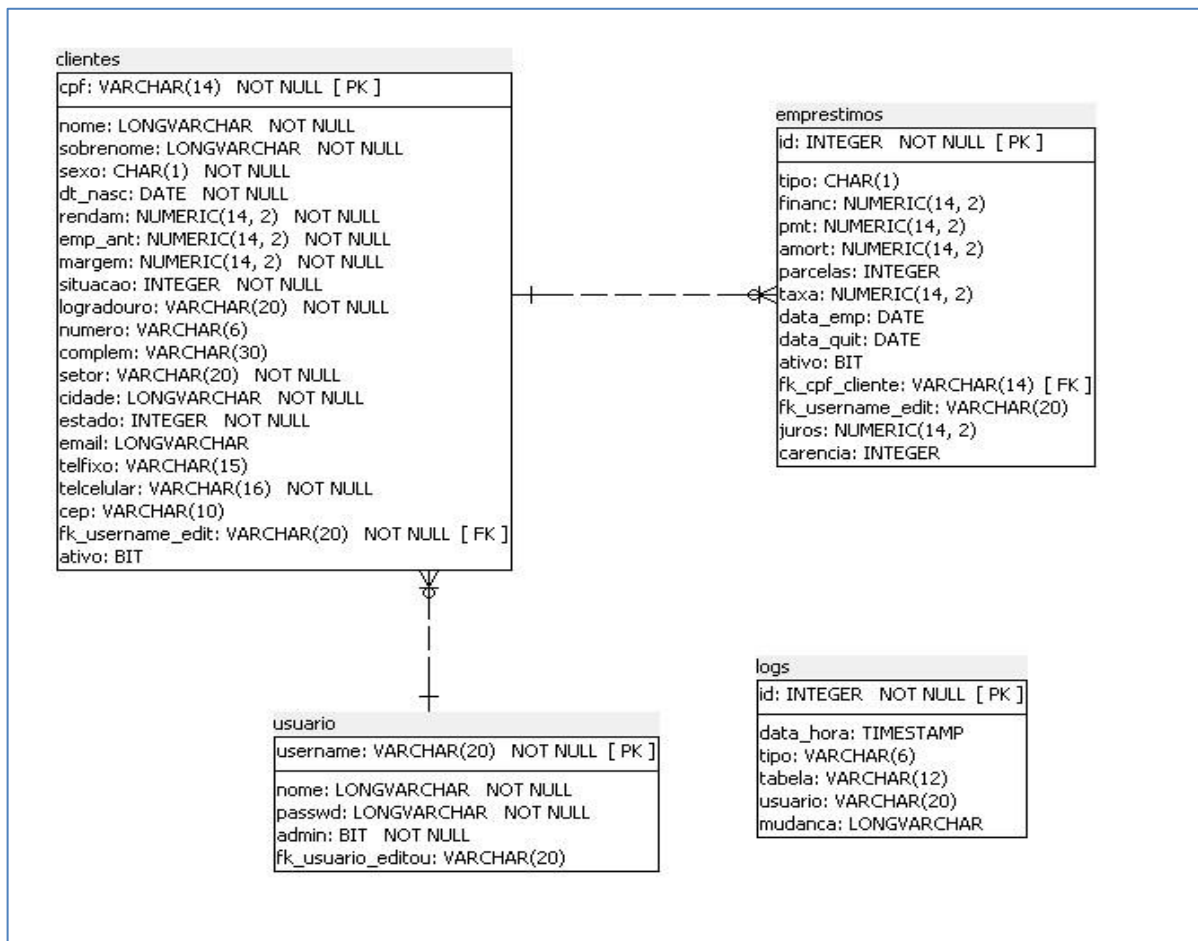 clientes
cpf: VARCHAR(14) NOT NULL [ PK ]
nome: LONGVARCHAR NOT NULL
sobrenome: LONGVARCHAR NOT NULL
sexo: CHAR(1) NOT NULL
dt_nasc: DATE NOT NULL
rendam: NUMERIC(14, 2) NOT NULL
emp_ant: NUMERIC(14, 2) NOT NULL
margem: NUMERIC(14, 2) NOT NULL
situacao: INTEGER NOT NULL
logradouro: VARCHAR(20) NOT NULL
numero: VARCHAR(6)
complem: VARCHAR(30)
setor: VARCHAR(20) NOT NULL
cidade: LONGVARCHAR NOT NULL
estado: INTEGER NOT NULL
email: LONGVARCHAR
telfixo: VARCHAR(15)
telcelular: VARCHAR(16) NOT NULL
cep: VARCHAR(10)
fk_username_edit: VARCHAR(20) NOT NULL [ FK ]
ativo: BIT
emprestimos
id: INTEGER NOT NULL [ PK ]
tipo: CHAR(1)
financ: NUMERIC(14, 2)
pmt: NUMERIC(14, 2)
amort: NUMERIC(14, 2)
parcelas: INTEGER
taxa: NUMERIC(14, 2)
data_emp: DATE
data_quit: DATE
ativo: BIT
fk_cpf_cliente: VARCHAR(14) [ FK ]
fk_username_edit: VARCHAR(20)
juros: NUMERIC(14, 2)
carencia: INTEGER
usuario
username: VARCHAR(20) NOT NULL [ PK ]
nome: LONGVARCHAR NOT NULL
passwd: LONGVARCHAR NOT NULL
admin: BIT NOT NULL
fk_usuario_editou: VARCHAR(20)
logs
id: INTEGER NOT NULL [ PK ]
data_hora: TIMESTAMP
tipo: VARCHAR(6)
tabela: VARCHAR(12)
usuario: VARCHAR(20)
mudanca: LONGVARCHAR